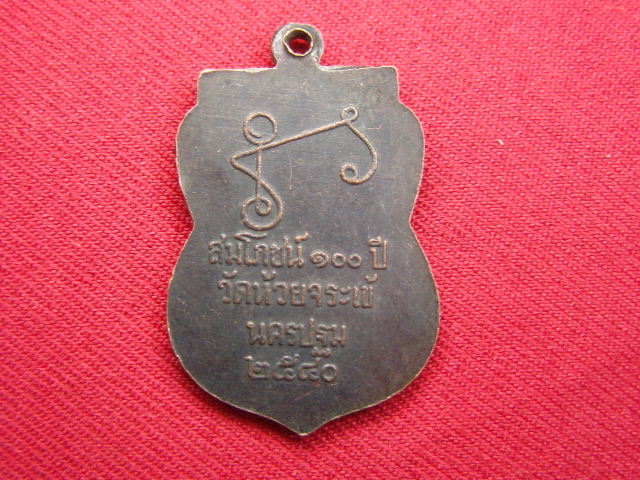 สมโภชน์ ๑๐๐ ปี
วัดห้วยจระเข้
นครปฐม
๒๕๔๐